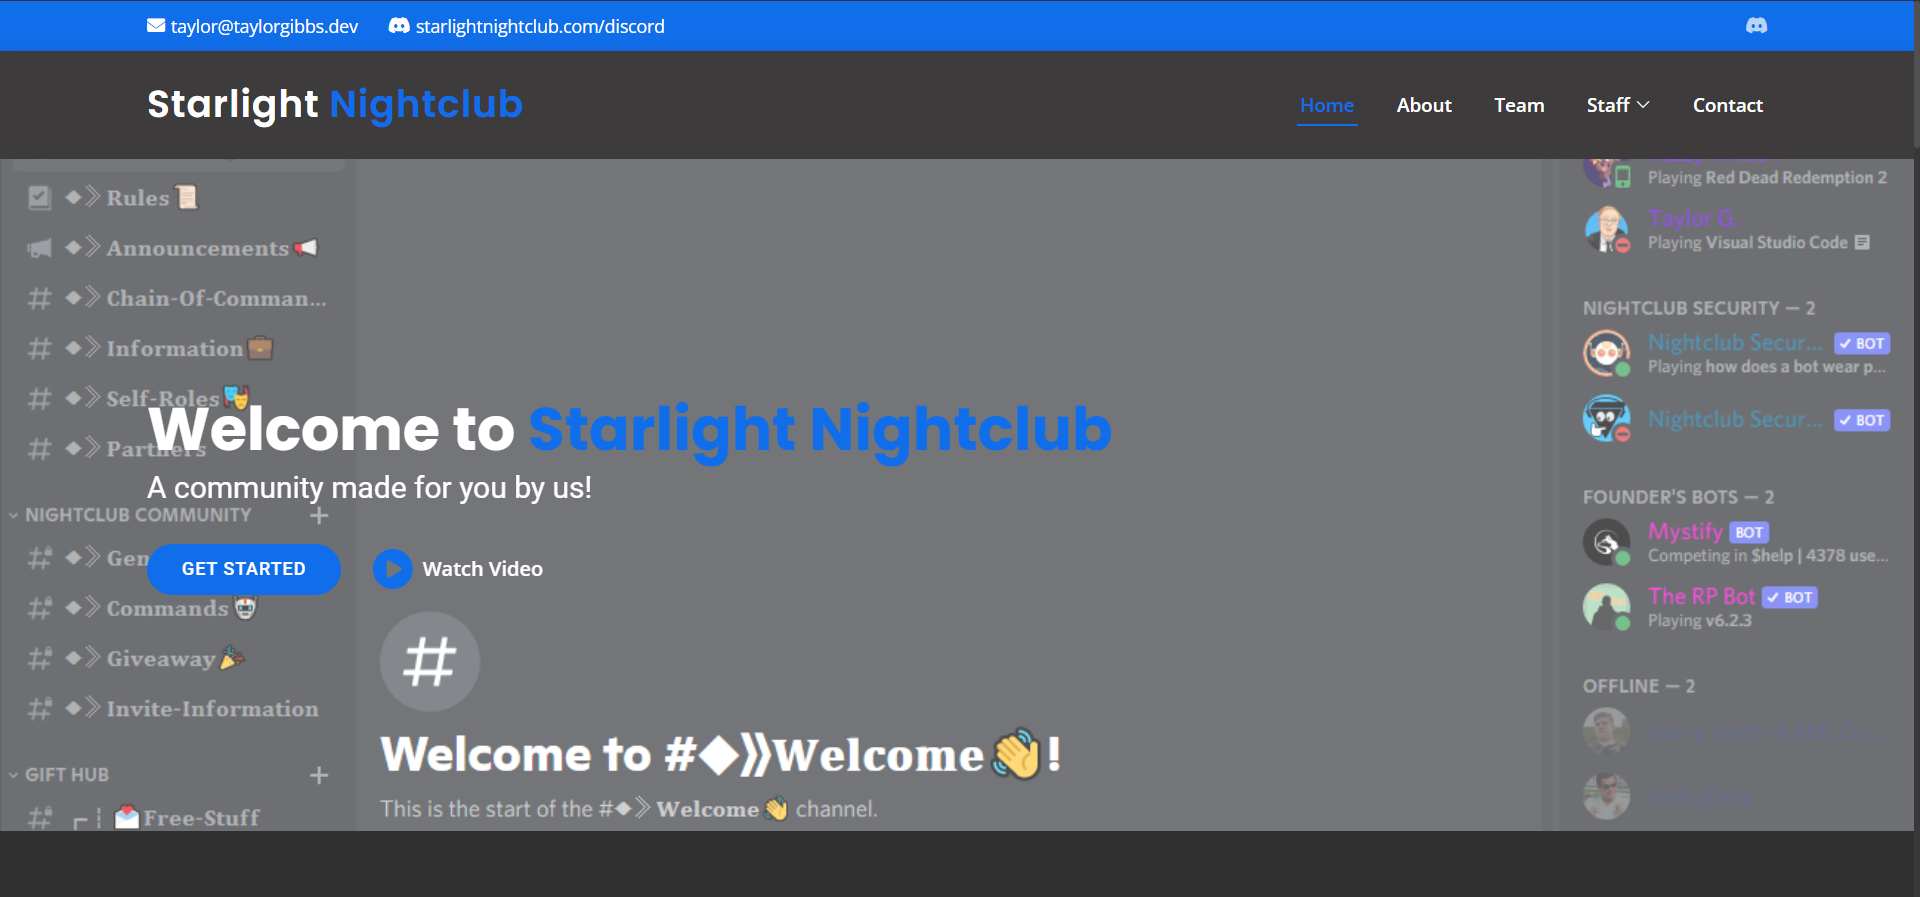 taylor@taylorgibbs.dev
starlightnightclub.com/discord
Starlight Nightclub
Home
About
Team
Staff
Contact
Rules
Announcements
Chain-Of-Comman...
Information
Self-Roles
Partners
Welcome to Starlight Nightclub
A community made for you by us!
NIGHTCLUB COMMUNITY
Gen
GET STARTED
Watch Video
Commands
Giveaway
Invite-Information
GIFT HUB
Free-Stuff
Welcome to #◆》Welcome👋!
This is the start of the #◆》Welcome👋 channel.
Playing Red Dead Redemption 2
Taylor G.
Playing Visual Studio Code
NIGHTCLUB SECURITY — 2
Nightclub Secur...
✓ BOT
Playing how does a bot wear p...
Nightclub Secur...
✓ BOT
FOUNDER'S BOTS — 2
Mystify
BOT
Competing in $help | 4378 use...
The RP Bot
✓ BOT
Playing v6.2.3
OFFLINE — 2